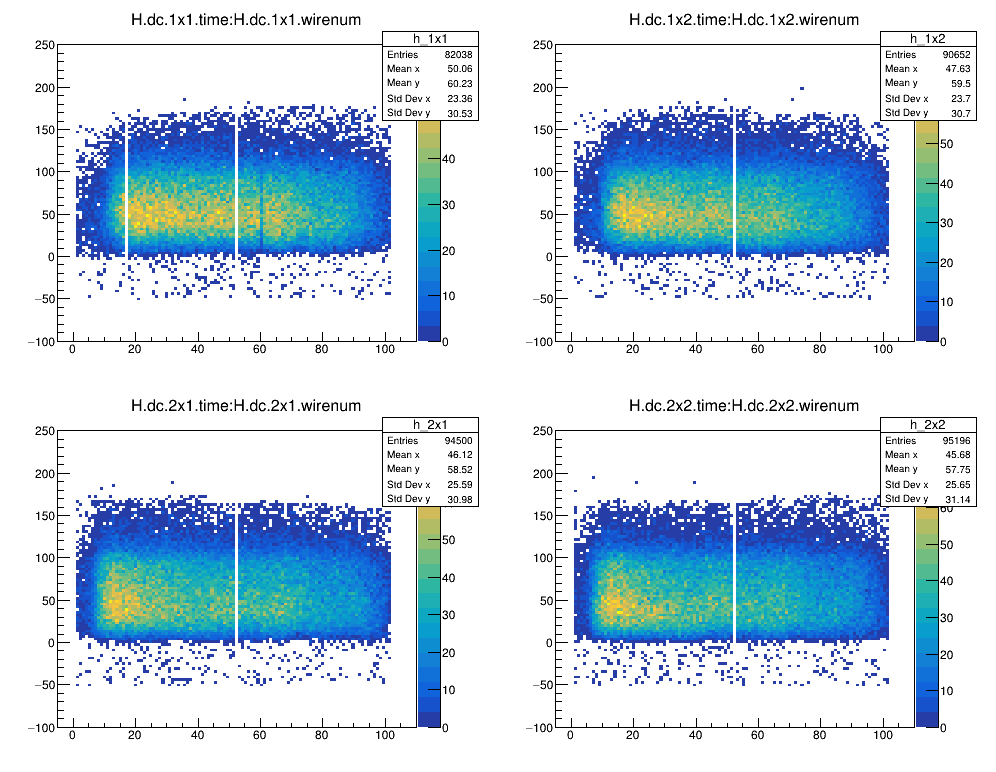 H.dc.1x1.time:H.dc.1x1.wirenum
h_1x1
Entries 82038
Mean x 50.06
Mean y 60.23
Std Dev x 23.36
Std Dev y 30.53
250
200
150
100
50
0
−50
−100
0 20 40 60 80 100
40
30
20
10
0
H.dc.1x2.time:H.dc.1x2.wirenum
h_1x2
Entries 90652
Mean x 47.63
Mean y 59.5
Std Dev x 23.7
Std Dev y 30.7
250
200
150
100
50
0
−50
−100
0 20 40 60 80 100
50
40
30
20
10
0
H.dc.2x1.time:H.dc.2x1.wirenum
h_2x1
Entries 94500
Mean x 46.12
Mean y 58.52
Std Dev x 25.59
Std Dev y 30.98
250
200
150
100
50
0
−50
−100
0 20 40 60 80 100
50
40
30
20
10
0
H.dc.2x2.time:H.dc.2x2.wirenum
h_2x2
Entries 95196
Mean x 45.68
Mean y 57.75
Std Dev x 25.65
Std Dev y 31.14
250
200
150
100
50
0
−50
−100
0 20 40 60 80 100
60
50
40
30
20
10
0